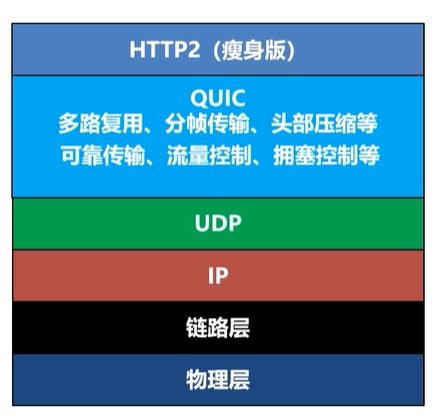 HTTP2（瘦身版）
QUIC
多路复用、分帧传输、头部压缩等
可靠传输、流量控制、拥塞控制等
UDP
IP
链路层
物理层